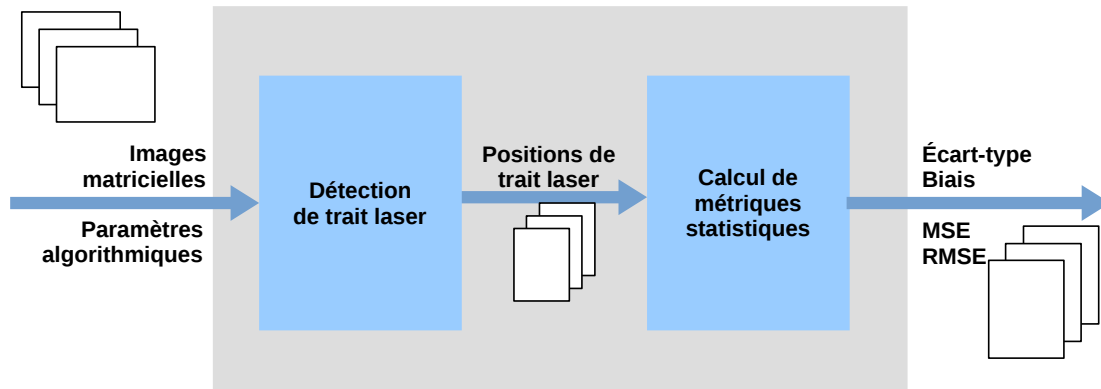 Images
matricielles
Paramètres
algorithmiques
Détection
de trait laser
Positions de
trait laser
Calcul de
métriques
statistiques
Écart-type
Biais
MSE
RMSE